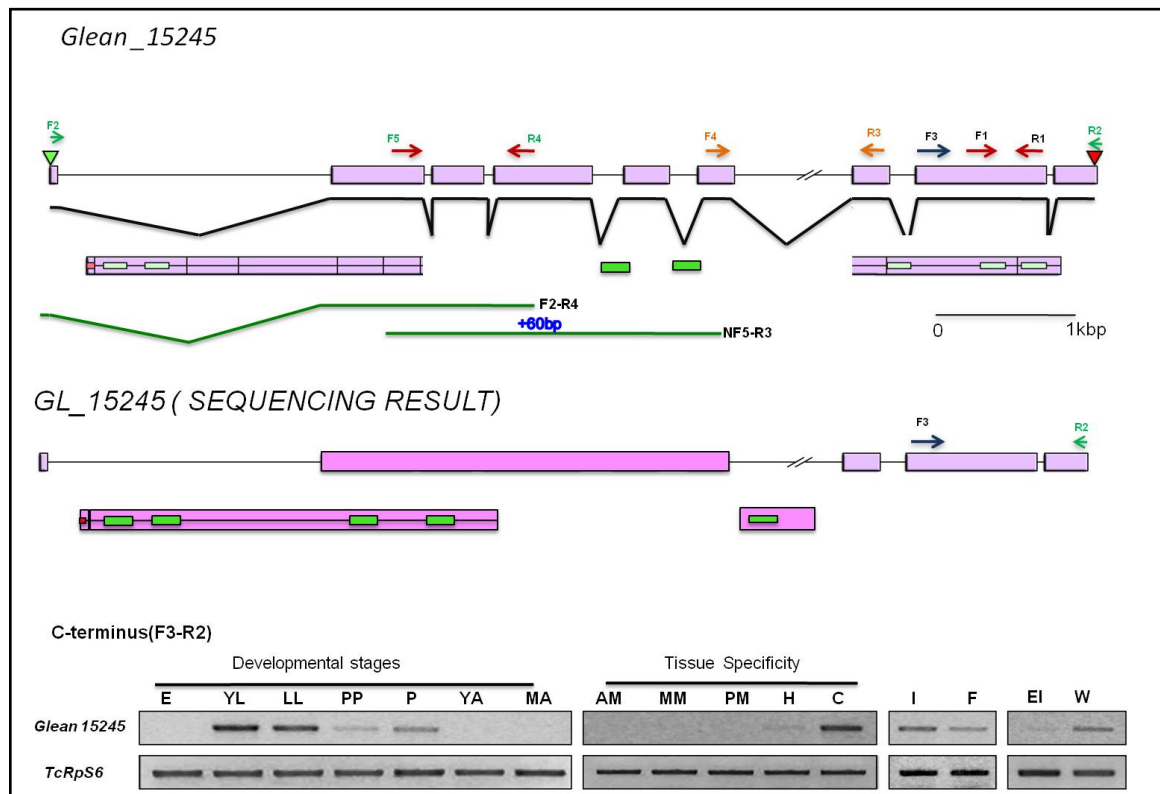 Glean_15245
F2 F5 R4 F4 R3 F3 F1 R1 R2
F2-R4
+60bp
NF5-R3
0 1kbp
GL_15245 ( SEQUENCING RESULT)
F3 R2
C-terminus(F3-R2)
Developmental stages Tissue Specificity
E YL LL PP P YA MA AM MM PM H C I F EI W
Glean 15245
TcRpS6